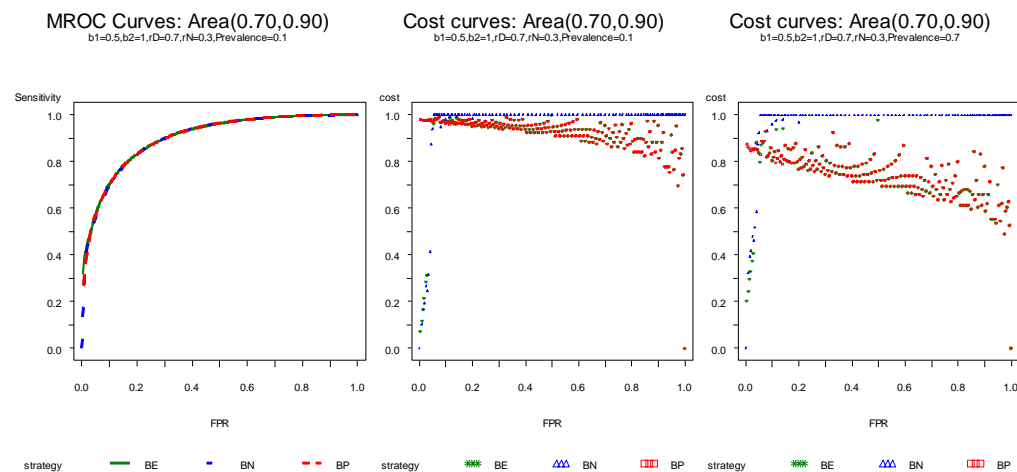 MROC Curves: Area(0.70,0.90)
b1=0.5,b2=1,rD=0.7,rN=0.3,Prevalence=0.1
Sensitivity
1.0
0.8
0.6
0.4
0.2
0.0
0.0 0.2 0.4 0.6 0.8 1.0
FPR
strategy BE BN BP
Cost curves: Area(0.70,0.90)
b1=0.5,b2=1,rD=0.7,rN=0.3,Prevalence=0.1
cost
1.0
0.8
0.6
0.4
0.2
0.0
0.0 0.2 0.4 0.6 0.8 1.0
FPR
strategy BE BN BP
Cost curves: Area(0.70,0.90)
b1=0.5,b2=1,rD=0.7,rN=0.3,Prevalence=0.7
cost
1.0
0.8
0.6
0.4
0.2
0.0
0.0 0.2 0.4 0.6 0.8 1.0
FPR
strategy BE BN BP